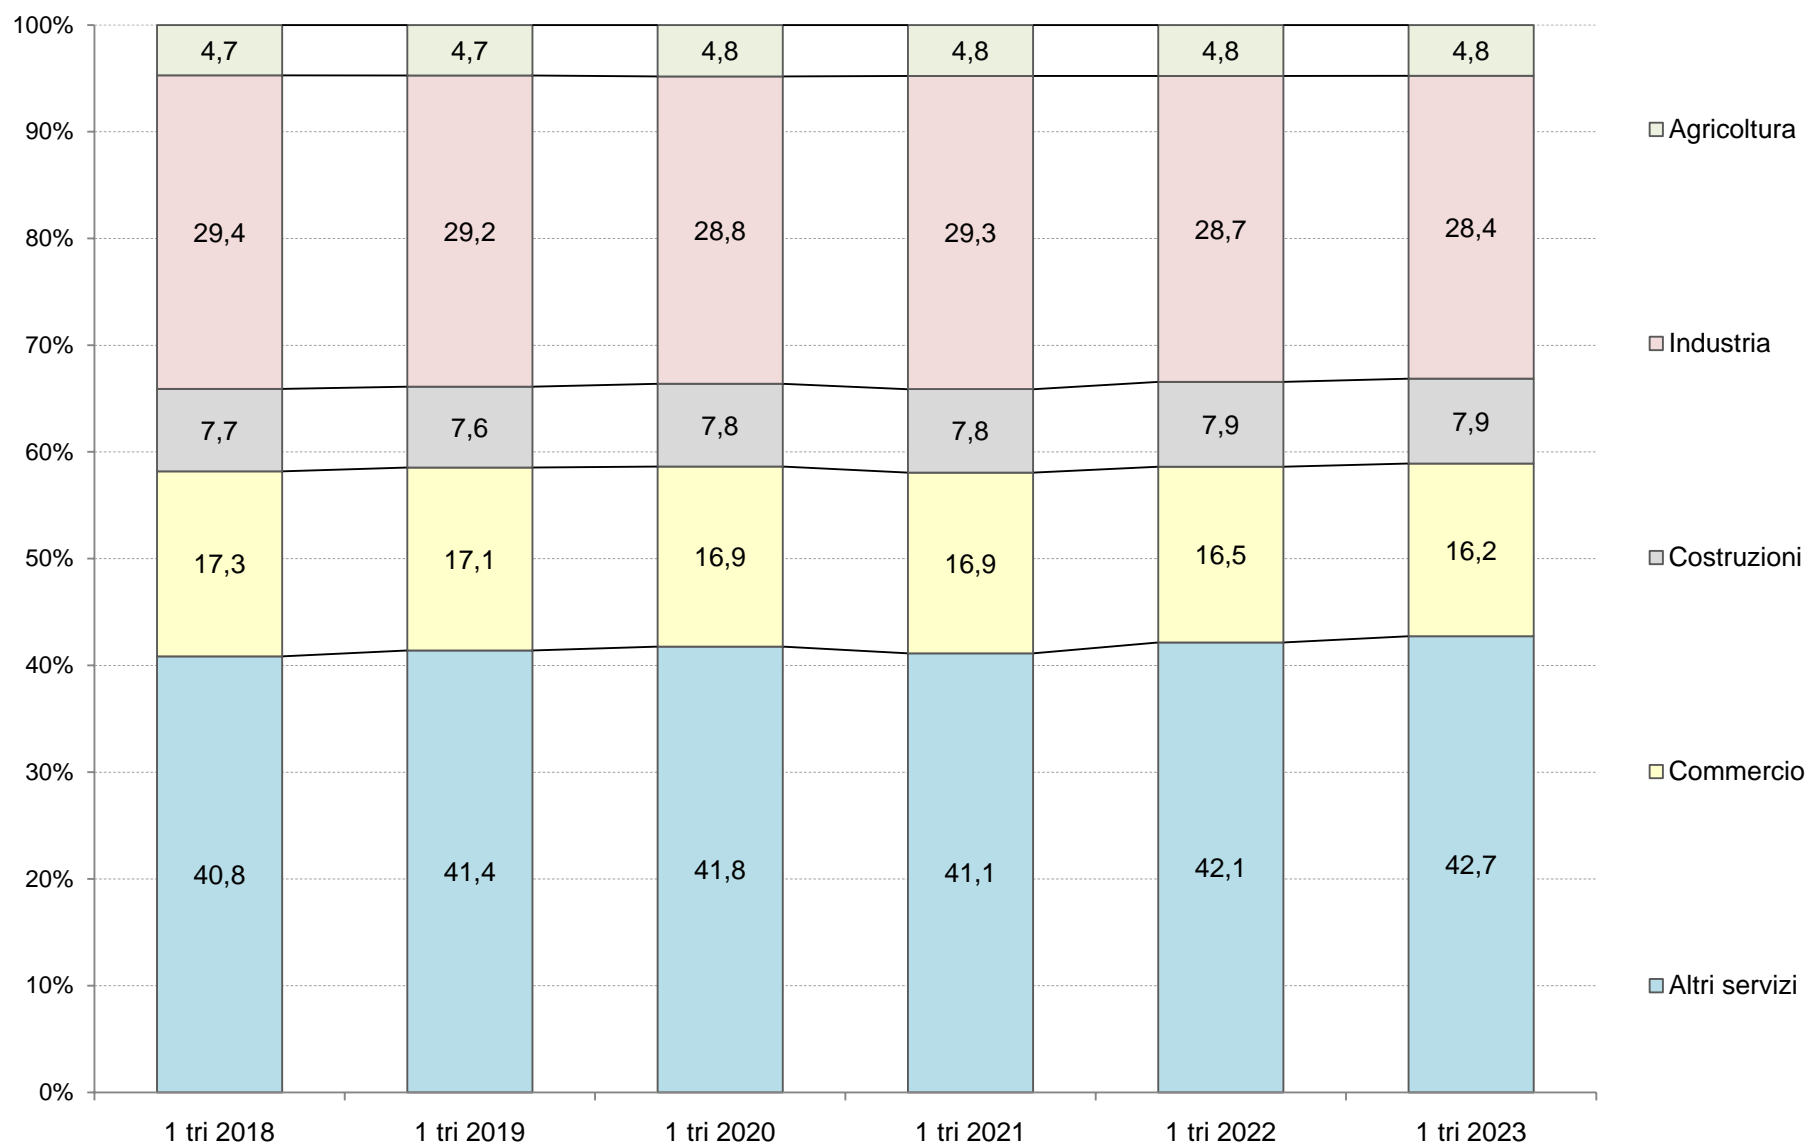 100%
90%
80%
70%
60%
50%
40%
30%
20%
10%
0%
4,7 4,7 4,8 4,8 4,8 4,8
29,4 29,2 28,8 29,3 28,7 28,4
7,7 7,6 7,8 7,8 7,9 7,9
17,3 17,1 16,9 16,9 16,5 16,2
40,8 41,4 41,8 41,1 42,1 42,7
1 tri 2018 1 tri 2019 1 tri 2020 1 tri 2021 1 tri 2022 1 tri 2023
Agricoltura
Industria
Costruzioni
Commercio
Altri servizi